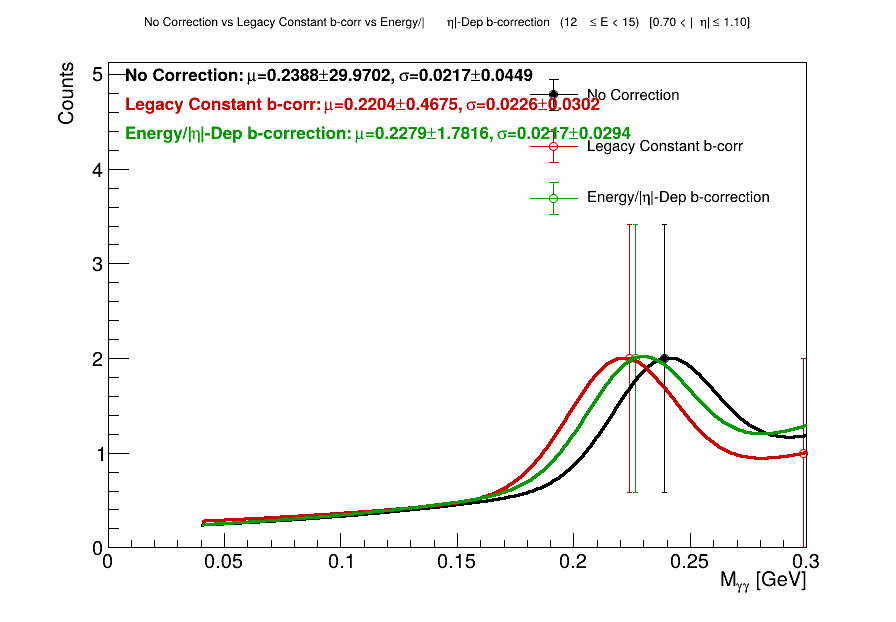 No Correction vs Legacy Constant b-corr vs Energy/| η|-Dep b-correction (12 ≤ E < 15) [0.70 < | η| ≤ 1.10]
Counts
No Correction: μ=0.2388±29.9702, σ=0.0217±0.0449
Legacy Constant b-corr: μ=0.2204±0.4675, σ=0.0226±0.0302
Energy/|η|-Dep b-correction: μ=0.2279±1.7816, σ=0.0217±0.0294
No Correction
Legacy Constant b-corr
Energy/|η|-Dep b-correction
5
4
3
2
1
0
0 0.05 0.1 0.15 0.2 0.25 0.3
Mγγ [GeV]